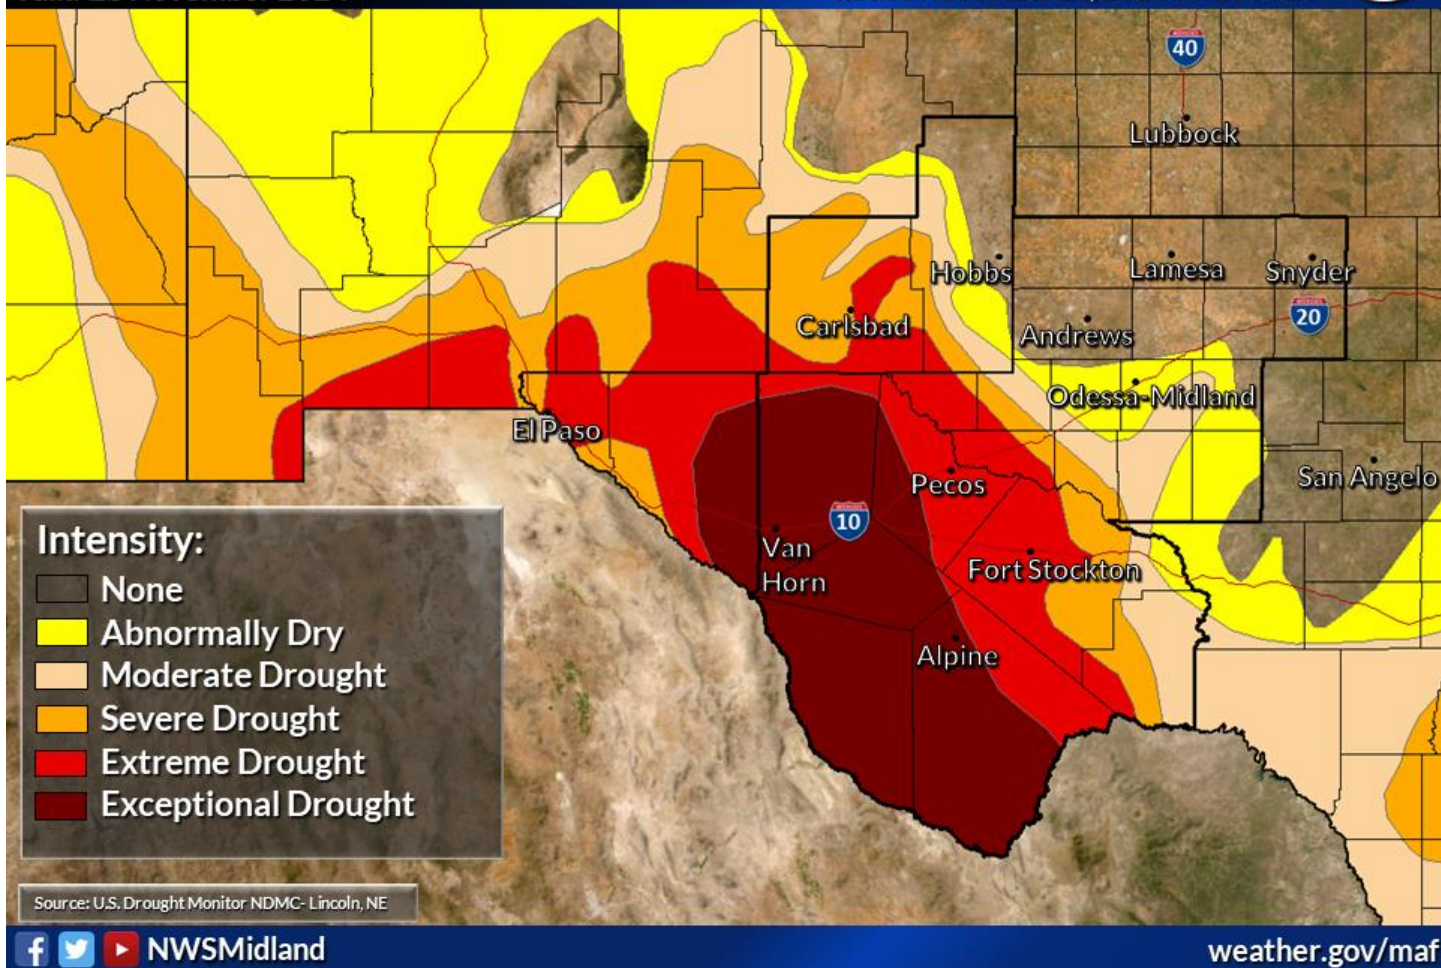 40
Lubbock
Hobbs
Lamesa
Snyder
20
Carlsbad
Andrews
Odessa-Midland
El Paso
Pecos
San Angelo
10
Van
Horn
Fort Stockton
Alpine
Intensity:
None
Abnormally Dry
Moderate Drought
Severe Drought
Extreme Drought
Exceptional Drought
Source: U.S. Drought Monitor NDMC- Lincoln, NE
NWSMidland
weather.gov/maf